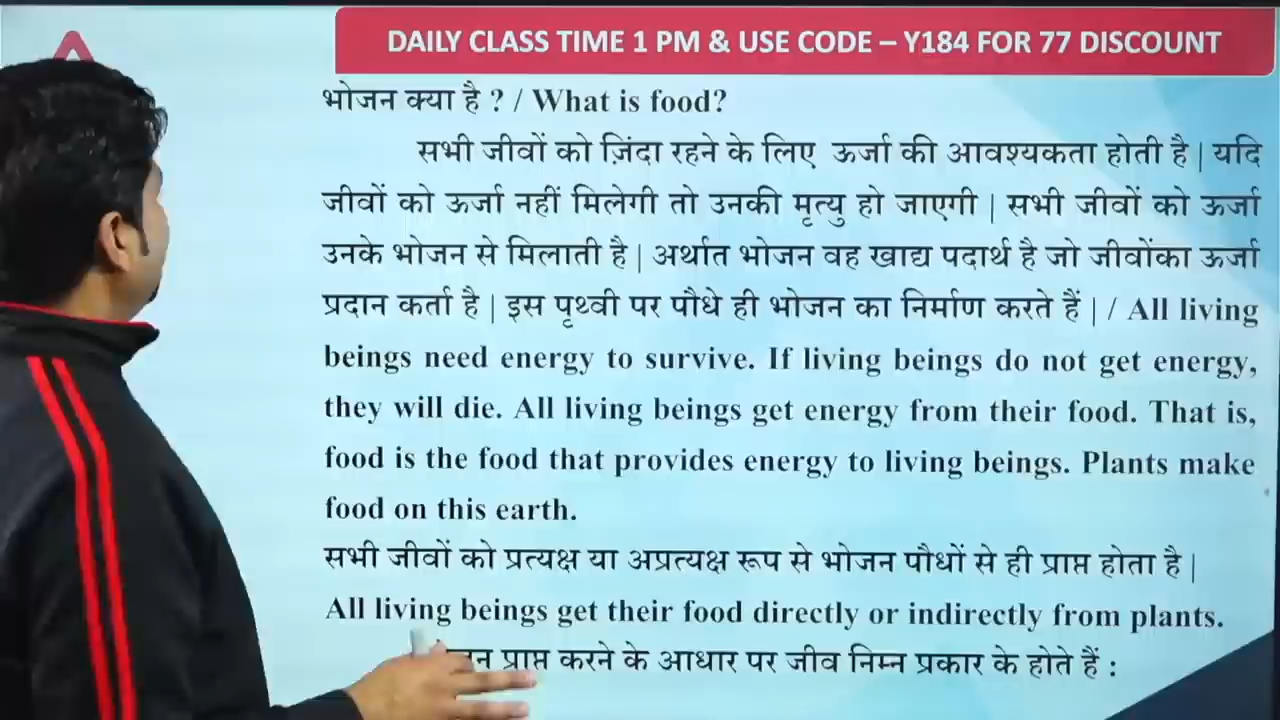 DAILY CLASS TIME 1 PM & USE CODE – Y184 FOR 77 DISCOUNT
भोजन क्या है ? / What is food?
सभी जीवों को ज़िंदा रहने के लिए ऊर्जा की आवश्यकता होती है | यदि
जीवों को ऊर्जा नहीं मिलेगी तो उनकी मृत्यु हो जाएगी | सभी जीवों को ऊर्जा
उनके भोजन से मिलाती है | अर्थात भोजन वह खाद्य पदार्थ है जो जीवोंका ऊर्जा
प्रदान कर्ता है | इस पृथ्वी पर पौधे ही भोजन का निर्माण करते हैं | / All living
beings need energy to survive. If living beings do not get energy,
they will die. All living beings get energy from their food. That is,
food is the food that provides energy to living beings. Plants make
food on this earth.
सभी जीवों को प्रत्यक्ष या अप्रत्यक्ष रूप से भोजन पौधों से ही प्राप्त होता है |
All living beings get their food directly or indirectly from plants.
प्राप्त करने के आधार पर जीव निम्न प्रकार के होते हैं :